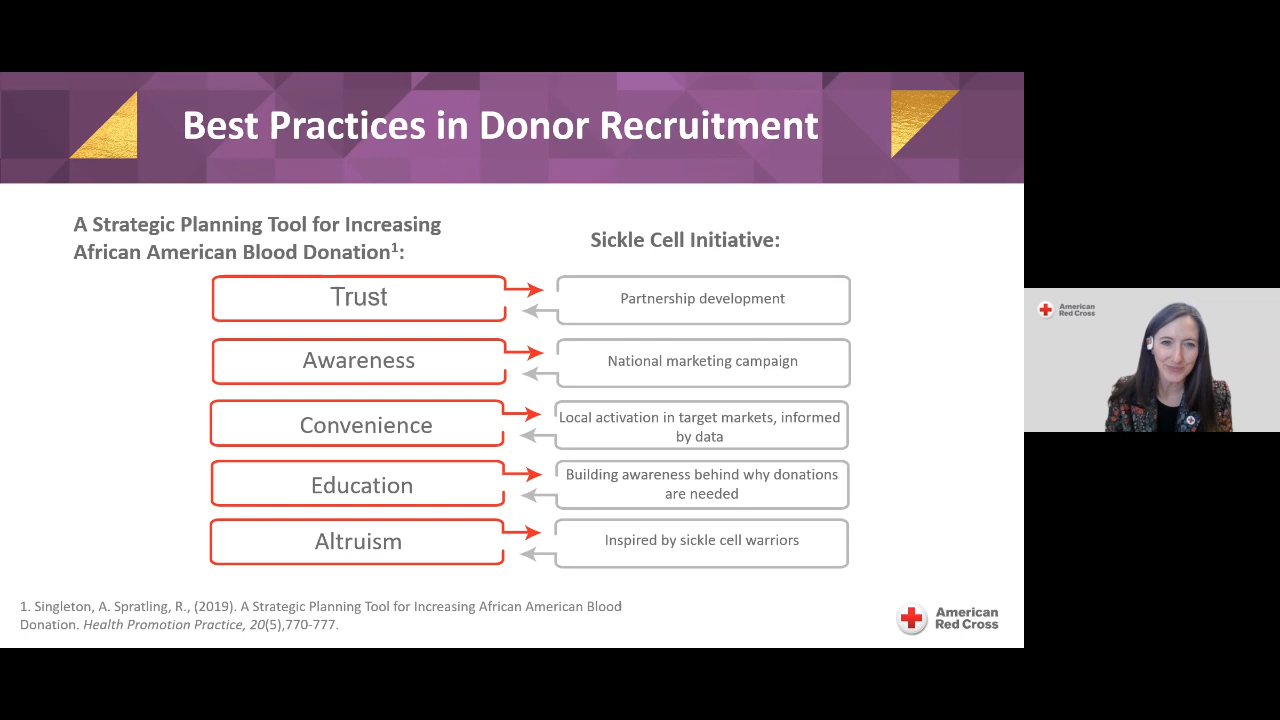 Best Practices in Donor Recruitment
A Strategic Planning Tool for Increasing
African American Blood Donation1:
Sickle Cell Initiative:
Trust
Partnership development
Awareness
National marketing campaign
Convenience
Local activation in target markets, informed
by data
Education
Building awareness behind why donations
are needed
Altruism
Inspired by sickle cell warriors
1. Singleton, A. Spratling, R., (2019). A Strategic Planning Tool for Increasing African American Blood
Donation. Health Promotion Practice, 20(5),770-777.
American
Red Cross
American
Red Cross